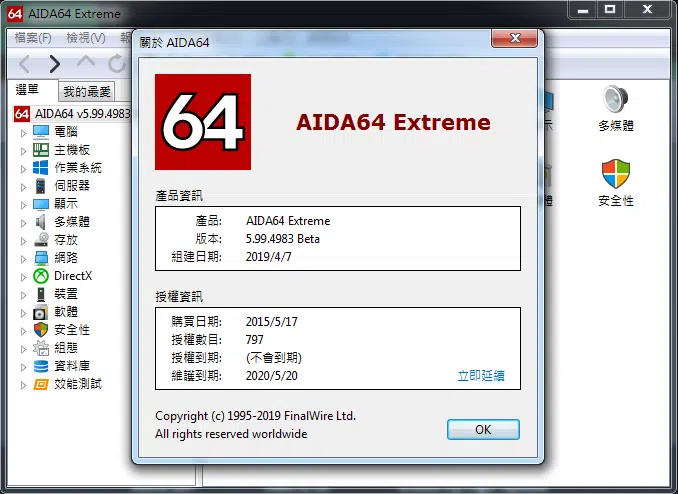 64 AIDA64 Extreme
檔案(F) 檢視(V) 報
選單 我的最愛
64 AIDA64 v5.99.4983
電腦
主機板
作業系統
伺服器
顯示
多媒體
存放
網路
DirectX
裝置
軟體
安全性
組態
資料庫
效能測試
關於 AIDA64
64
AIDA64 Extreme
產品資訊
產品: AIDA64 Extreme
版本: 5.99.4983 Beta
組建日期: 2019/4/7
授權資訊
購買日期: 2015/5/17
授權數目: 797
授權到期: (不會到期)
維護到期: 2020/5/20 立即延續
Copyright (c) 1995-2019 FinalWire Ltd.
All rights reserved worldwide
OK
示 多媒體
體 安全性